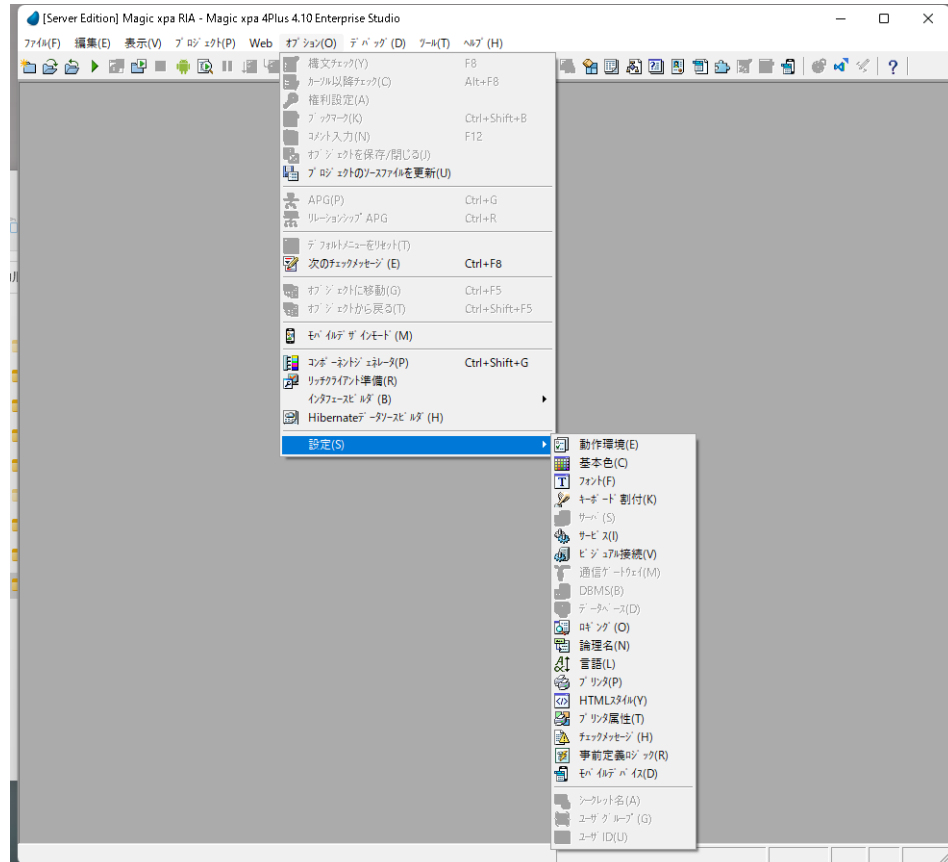 [Server Edition] Magic xpa RIA - Magic xpa 4Plus 4.10 Enterprise Studio
ﾌｧｲﾙ(F) 編集(E) 表示(V) ﾌﾟﾛｼﾞｪｸﾄ(P) Web ｵﾌﾟｼｮﾝ(O) ﾃﾞﾊﾞｯｸﾞ(D) ﾂｰﾙ(T) ﾍﾙﾌﾟ(H)
構文ﾁｪｯｸ(Y) F8
ｶｰｿﾙ以降ﾁｪｯｸ(C) Alt+F8
権利設定(A)
ﾌﾞｯｸﾏｰｸ(K) Ctrl+Shift+B
ｺﾒﾝﾄ入力(N) F12
ｵﾌﾞｼﾞｪｸﾄを保存/閉じる(J)
ﾌﾟﾛｼﾞｪｸﾄのｿｰｽﾌｧｲﾙを更新(U)
APG(P) Ctrl+G
ﾘﾚｰｼｮﾝｼｯﾌﾟAPG Ctrl+R
ﾃﾞﾌｫﾙﾄﾒﾆｭｰをﾘｾｯﾄ(T)
次のﾁｪｯｸﾒｯｾｰｼﾞ(E) Ctrl+F8
ｵﾌﾞｼﾞｪｸﾄに移動(G) Ctrl+F5
ｵﾌﾞｼﾞｪｸﾄから戻る(T) Ctrl+Shift+F5
ﾓﾊﾞｲﾙﾃﾞｻﾞｲﾝﾓｰﾄﾞ(M)
ｺﾝﾎﾟｰﾈﾝﾄｼﾞｪﾈﾚｰﾀ(P) Ctrl+Shift+G
ﾘｯﾁｸﾗｲｱﾝﾄ準備(R)
ｲﾝﾀﾌｪｰｽﾋﾞﾙﾀﾞ(B)
Hibernateﾃﾞｰﾀｿｰｽﾋﾞﾙﾀﾞ(H)
設定(S)
動作環境(E)
基本色(C)
ﾌｫﾝﾄ(F)
ｷｰﾎﾞｰﾄﾞ割付(K)
ｻｰﾊﾞ(S)
ｻｰﾋﾞｽ(I)
ﾋﾞｼﾞｭｱﾙ接続(V)
通信ｹﾞｰﾄｳｪｲ(M)
DBMS(B)
ﾃﾞｰﾀﾍﾞｰｽ(D)
ﾛｷﾞﾝｸﾞ(O)
論理名(N)
言語(L)
ﾌﾟﾘﾝﾀ(P)
HTMLｽﾀｲﾙ(Y)
ﾌﾟﾘﾝﾀ属性(T)
ﾁｪｯｸﾒｯｾｰｼﾞ(H)
事前定義ﾛｼﾞｯｸ(R)
ﾓﾊﾞｲﾙﾃﾞﾊﾞｲｽ(D)
ｼｰｸﾚｯﾄ名(A)
ﾕｰｻﾞｸﾞﾙｰﾌﾟ(G)
ﾕｰｻﾞID(U)